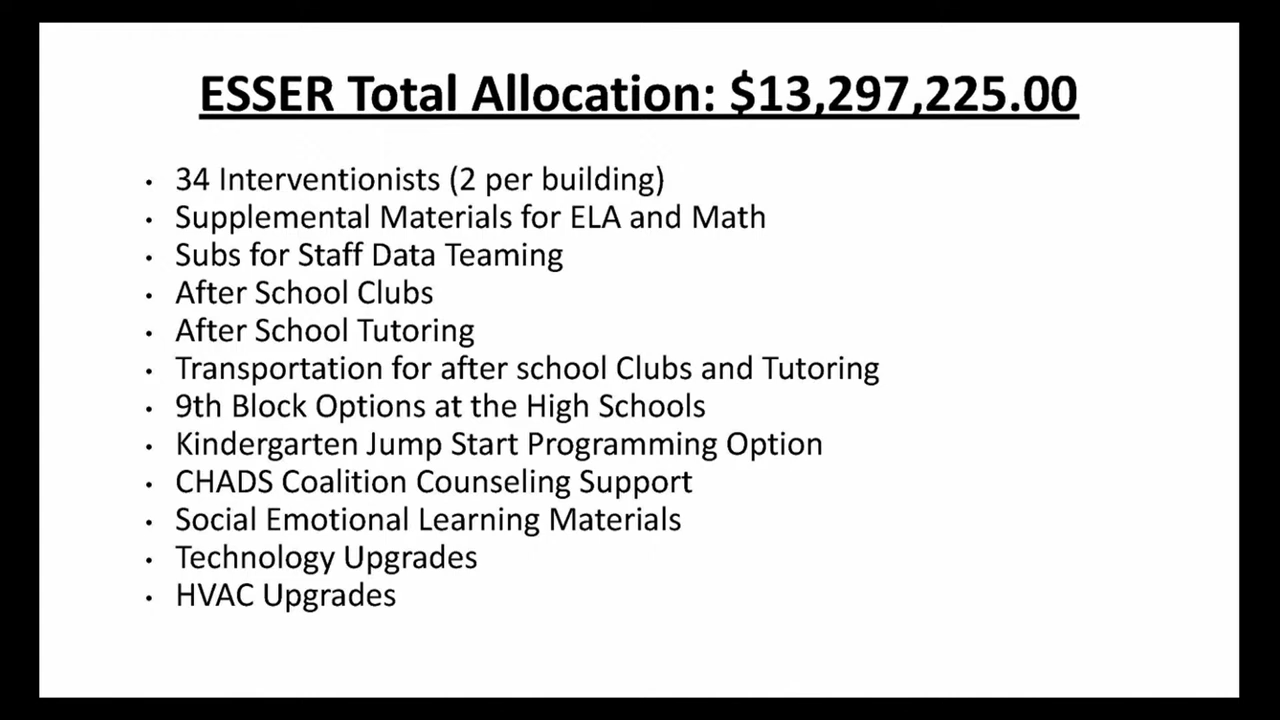 ESSER Total Allocation: $13,297,225.00
• 34 Interventionists (2 per building)
• Supplemental Materials for ELA and Math
• Subs for Staff Data Teaming
• After School Clubs
• After School Tutoring
• Transportation for after school Clubs and Tutoring
• 9th Block Options at the High Schools
• Kindergarten Jump Start Programming Option
• CHADS Coalition Counseling Support
• Social Emotional Learning Materials
• Technology Upgrades
• HVAC Upgrades